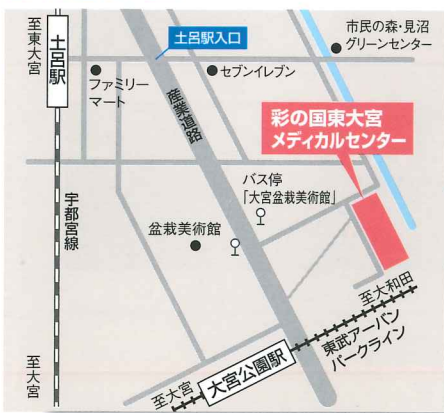 至東大宮
土呂駅
土呂駅入口
市民の森・見沼
グリーンセンター
ファミリー
マート
セブンイレブン
産業道路
彩の国東大宮
メディカルセンター
バス停
「大宮盆栽美術館」
盆栽美術館
宇都宮線
至大和田
東武アーバン
パークライン
大宮公園駅
至大宮
至大宮